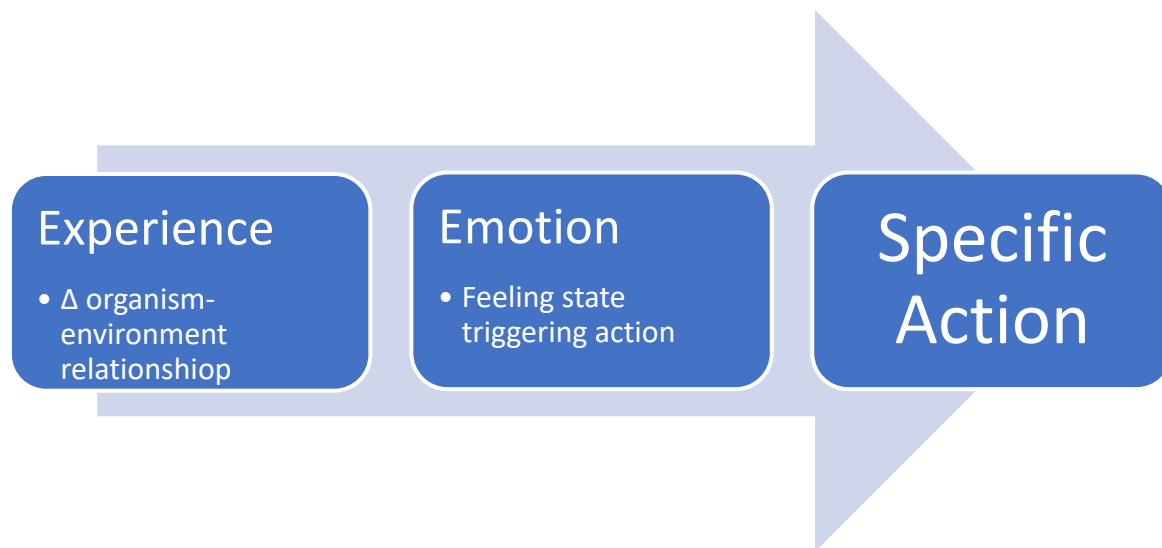 Experience
• Δ organism-
environment
relationshiop
Emotion
• Feeling state
triggering action
Specific
Action